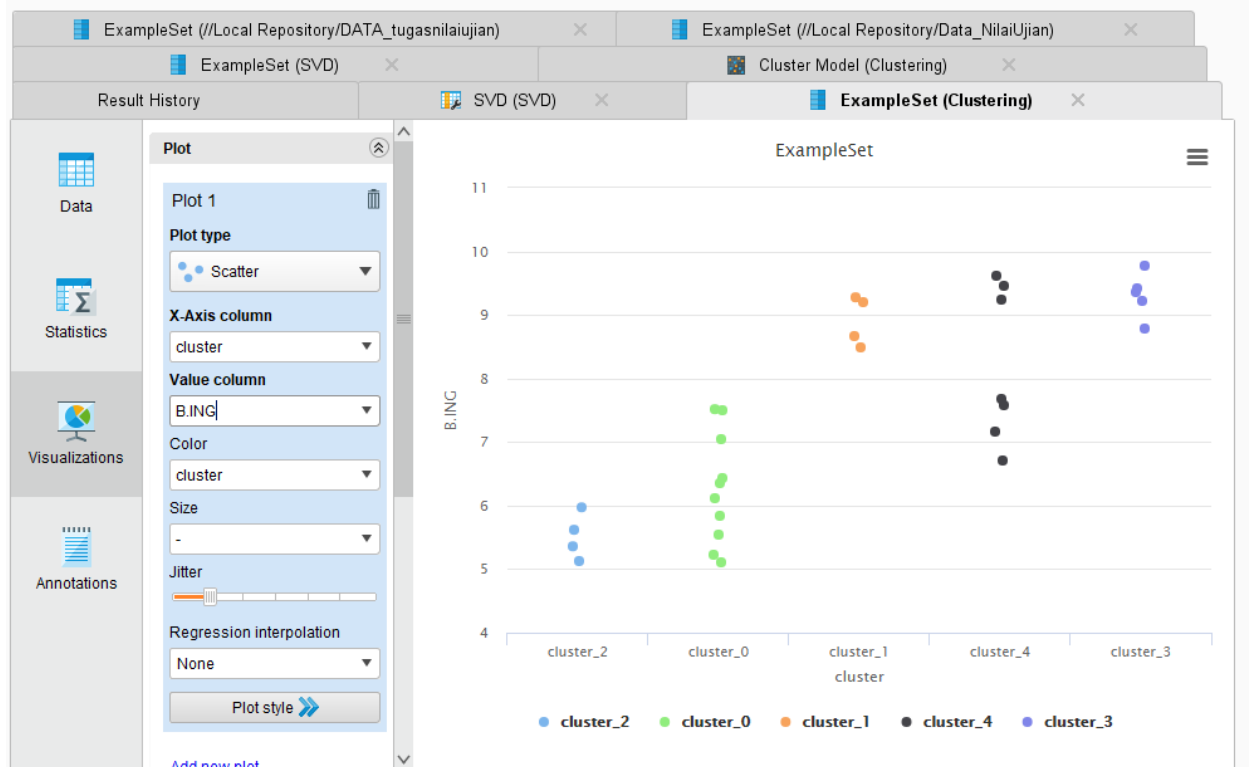 ExampleSet (//Local Repository/DATA_tugasnilaiujian)
ExampleSet (//Local Repository/Data_NilaiUjian)
ExampleSet (SVD)
Cluster Model (Clustering)
Result History
SVD (SVD)
ExampleSet (Clustering)
Data
Statistics
Visualizations
Annotations
Plot
Plot 1
Plot type
Scatter
X-Axis column
cluster
Value column
B.ING
Color
cluster
Size
-
Jitter
Regression interpolation
None
Plot style
Add new plot
ExampleSet
11
10
9
8
7
6
5
4
B.ING
cluster_2 cluster_0 cluster_1 cluster_4 cluster_3
cluster
cluster_2 cluster_0 cluster_1 cluster_4 cluster_3